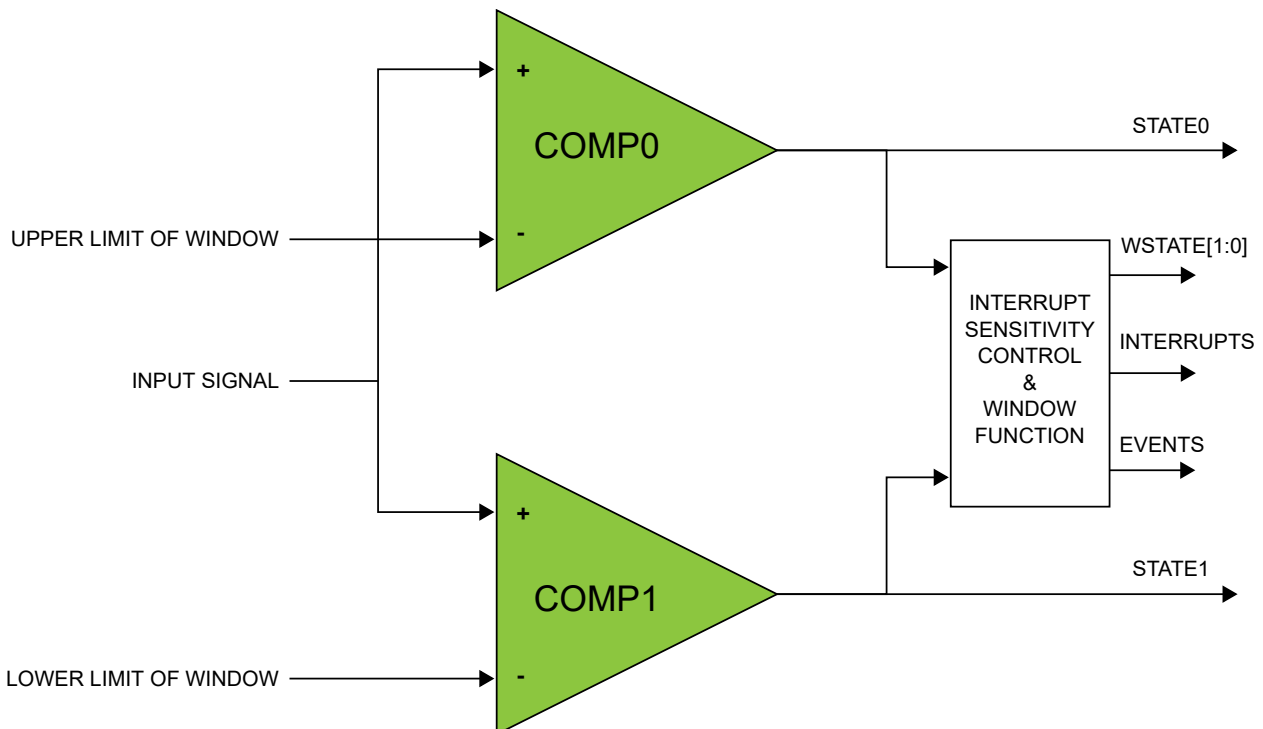 +
COMP0
-
STATE0
UPPER LIMIT OF WINDOW
WSTATE[1:0]
INTERRUPT
SENSITIVITY
CONTROL
&
WINDOW
FUNCTION
INTERRUPTS
EVENTS
INPUT SIGNAL
+
COMP1
-
STATE1
LOWER LIMIT OF WINDOW